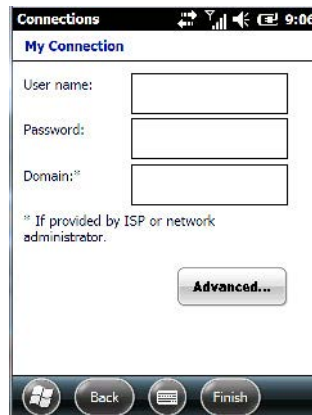 Connections 9:06
My Connection
User name:
Password:
Domain:*
* If provided by ISP or network
administrator.
Advanced...
Back Finish